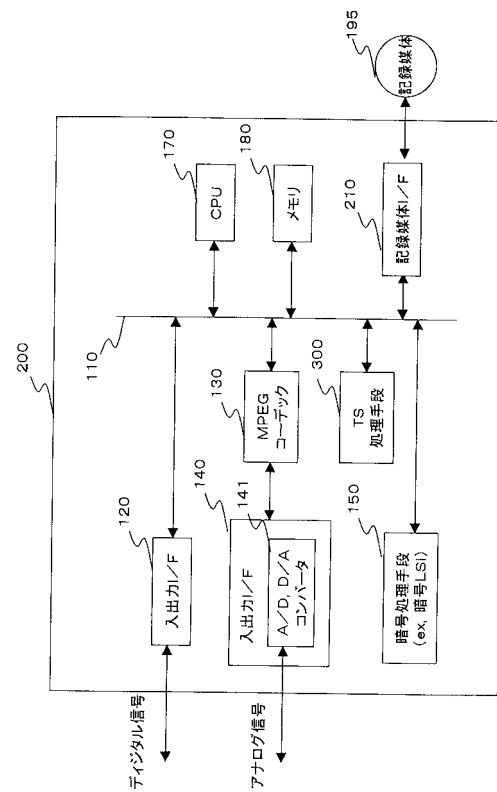 200
110
ディジタル信号
120
入出力I/F
アナログ信号
140
入出力I/F
141
A/D, D/A
コンバータ
130
MPEG
コーデック
300
TS
処理手段
150
暗号処理手段
(ex, 暗号LSI)
170
CPU
180
メモリ
210
記録媒体I/F
195
記録媒体